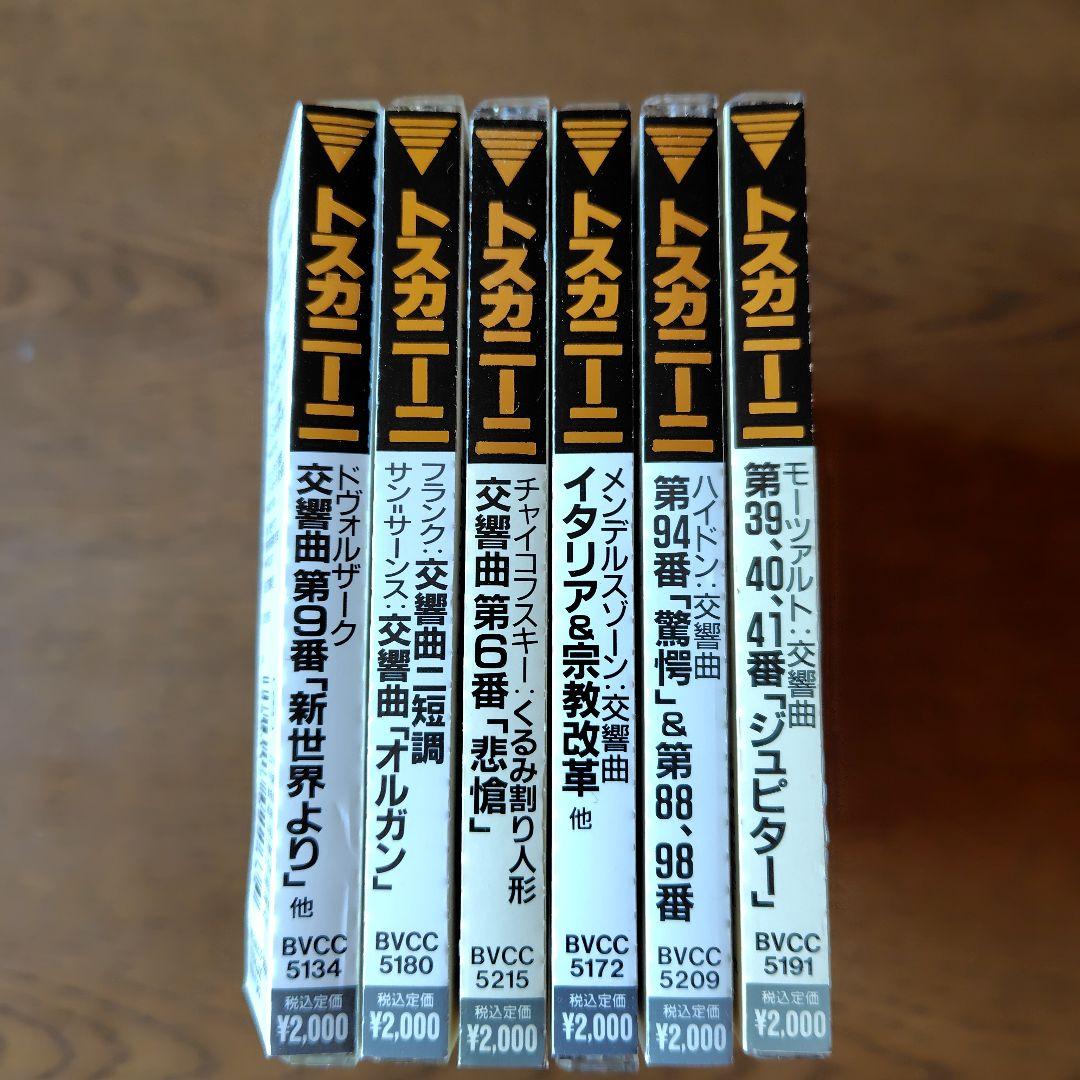 トスカニーニ
ドヴォルザーク
交響曲 第9番「新世界より」他
BVCC
5134
税込定価
¥2,000
トスカニーニ
フランク:交響曲ニ短調
サン=サーンス:交響曲「オルガン」
BVCC
5180
税込定価
¥2,000
トスカニーニ
チャイコフスキー:くるみ割り人形
交響曲 第6番「悲愴」
BVCC
5215
税込定価
¥2,000
トスカニーニ
メンデルスゾーン:交響曲
イタリア&宗教改革 他
BVCC
5172
税込定価
¥2,000
トスカニーニ
ハイドン:交響曲
第94番「驚愕」&第88、98番
BVCC
5209
税込定価
¥2,000
トスカニーニ
モーツァルト:交響曲
第39、40、41番「ジュピター」
BVCC
5191
税込定価
¥2,000